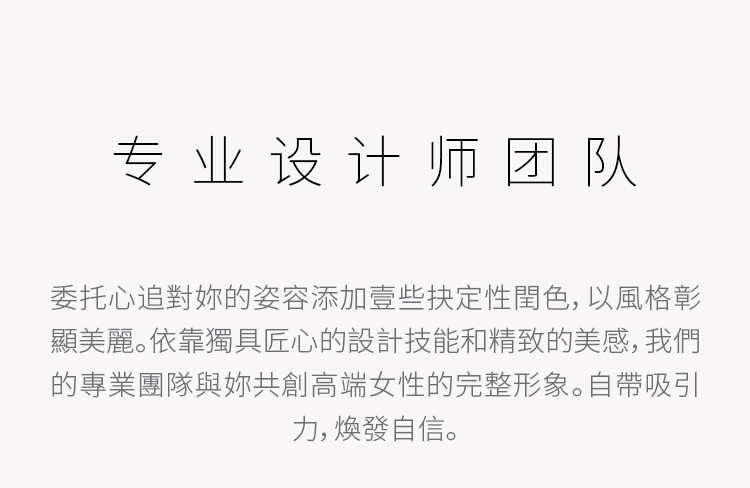 专业设计师团队
委托心追對妳的姿容添加壹些抉定性閏色，以風格彰
顯美麗。依靠獨具匠心的設計技能和精致的美感，我們
的專業團隊與妳共創高端女性的完整形象。自帶吸引
力，煥發自信。